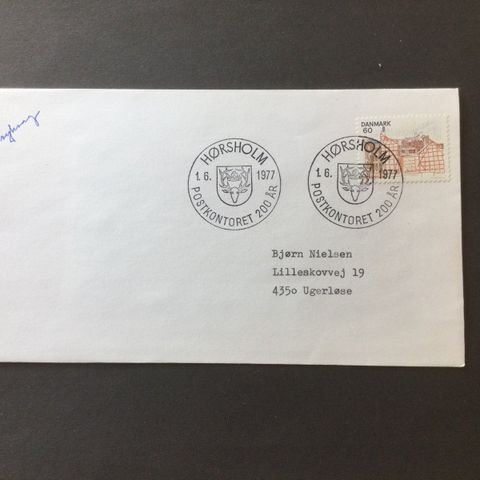 DANMARK
60
HØRSHOLM
1.6. 1977
POSTKONTORET 200 ÅR
HØRSHOLM
1.6. 1977
POSTKONTORET 200 ÅR
Bjørn Nielsen
Lilleskovvej 19
435o Ugerløse